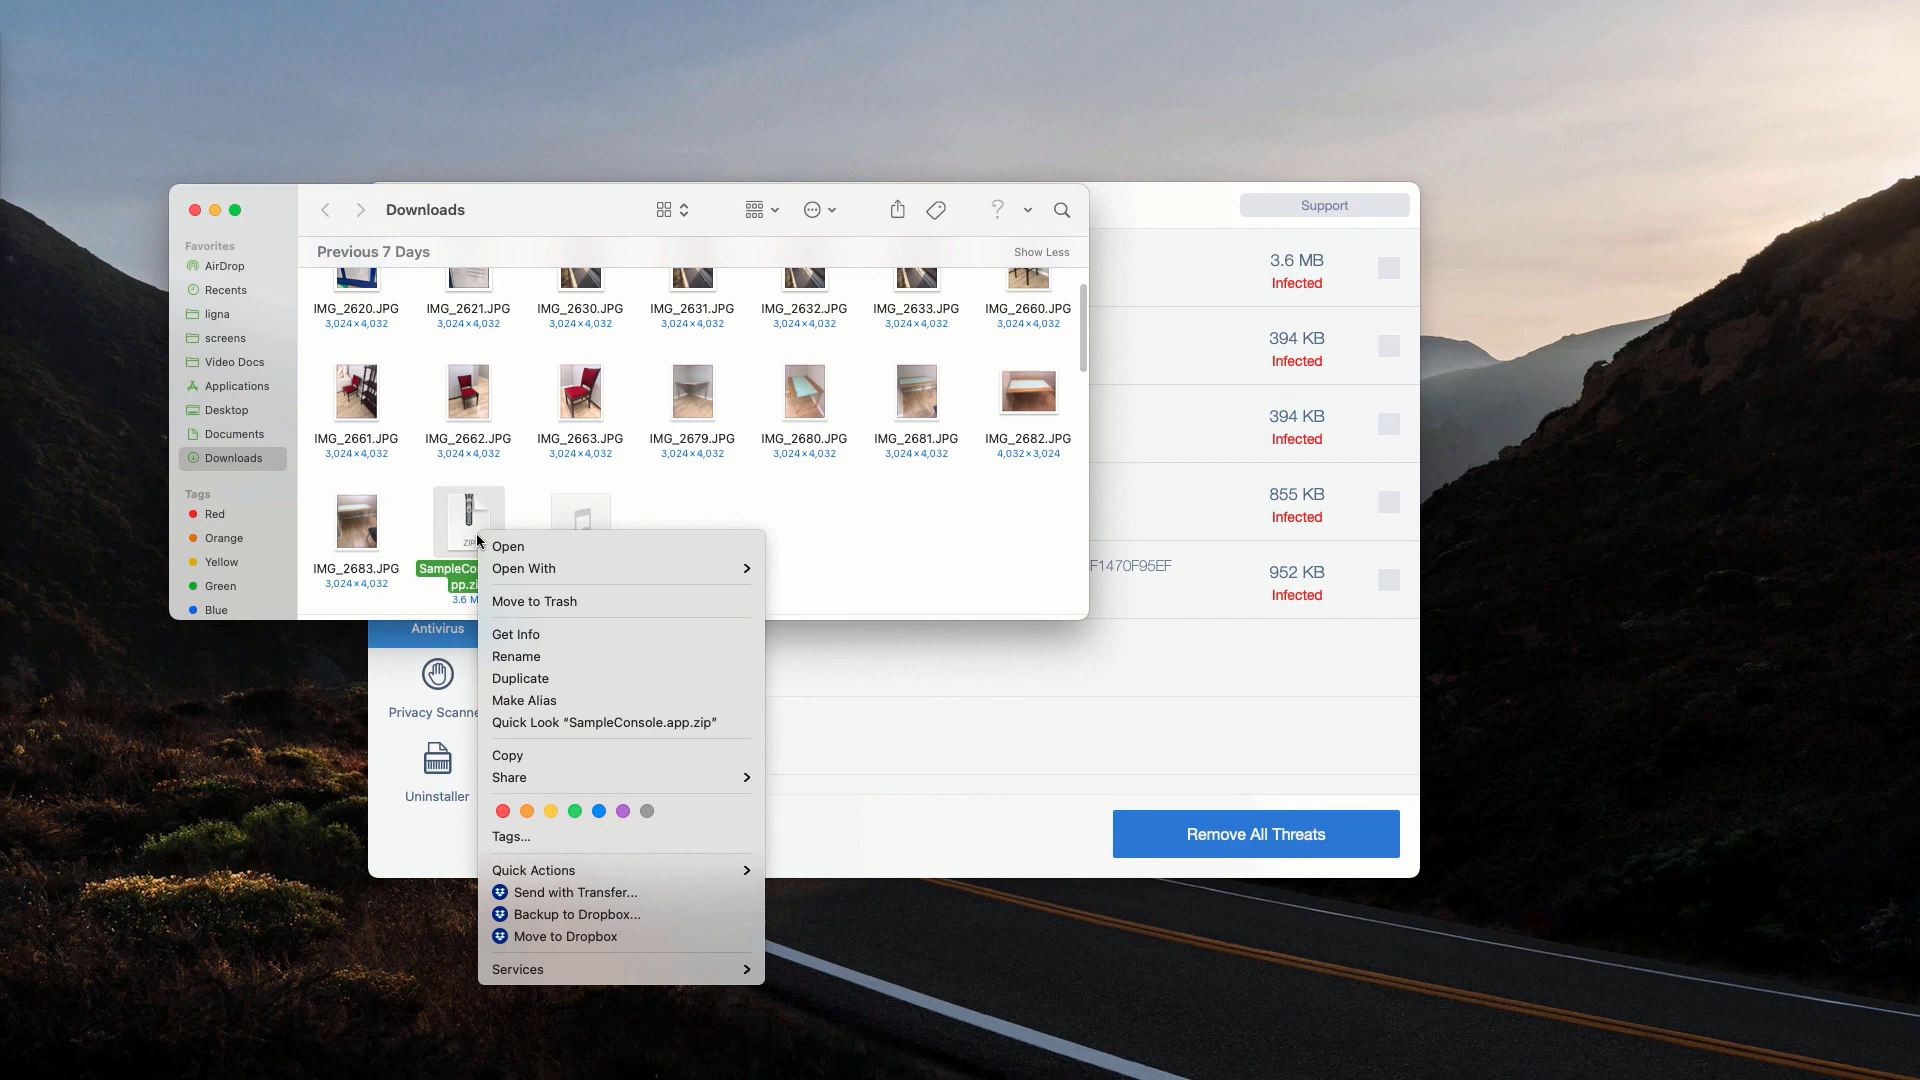 Downloads
Support
Favorites
AirDrop
Recents
ligna
screens
Video Docs
Applications
Desktop
Documents
Downloads
Tags
Red
Orange
Yellow
Green
Blue
Previous 7 Days
Show Less
IMG_2620.JPG
3,024×4,032
IMG_2621.JPG
3,024×4,032
IMG_2630.JPG
3,024×4,032
IMG_2631.JPG
3,024×4,032
IMG_2632.JPG
3,024×4,032
IMG_2633.JPG
3,024×4,032
IMG_2660.JPG
3,024×4,032
IMG_2661.JPG
3,024×4,032
IMG_2662.JPG
3,024×4,032
IMG_2663.JPG
3,024×4,032
IMG_2679.JPG
3,024×4,032
IMG_2680.JPG
3,024×4,032
IMG_2681.JPG
3,024×4,032
IMG_2682.JPG
4,032×3,024
IMG_2683.JPG
3,024×4,032
ZIP
SampleCo
pp.zi
3.6 M
Open
Open With
Move to Trash
Get Info
Rename
Duplicate
Make Alias
Quick Look “SampleConsole.app.zip”
Copy
Share
Tags...
Quick Actions
Send with Transfer...
Backup to Dropbox...
Move to Dropbox
Services
3.6 MB
Infected
394 KB
Infected
394 KB
Infected
855 KB
Infected
F1470F95EF
952 KB
Infected
Antivirus
Privacy Scanne
Uninstaller
Remove All Threats